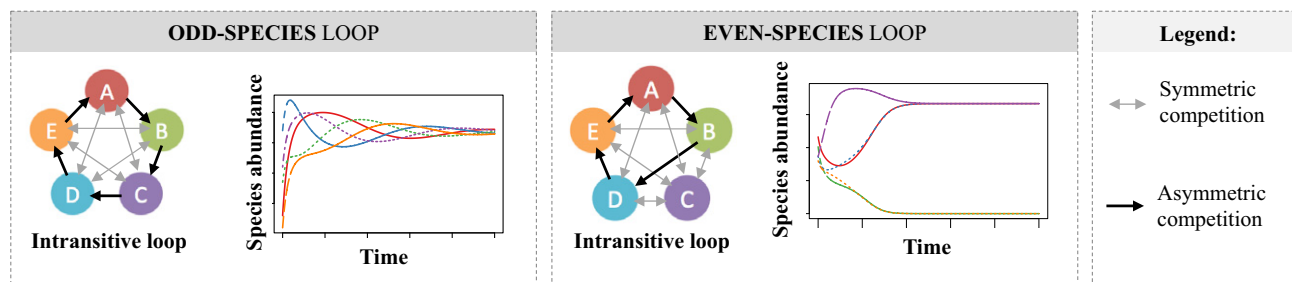 ODD-SPECIES LOOP
A
E
B
D
C
Intransitive loop
Species abundance
Time
EVEN-SPECIES LOOP
A
E
B
D
C
Intransitive loop
Species abundance
Time
Legend:
Symmetric
competition
Asymmetric
competition